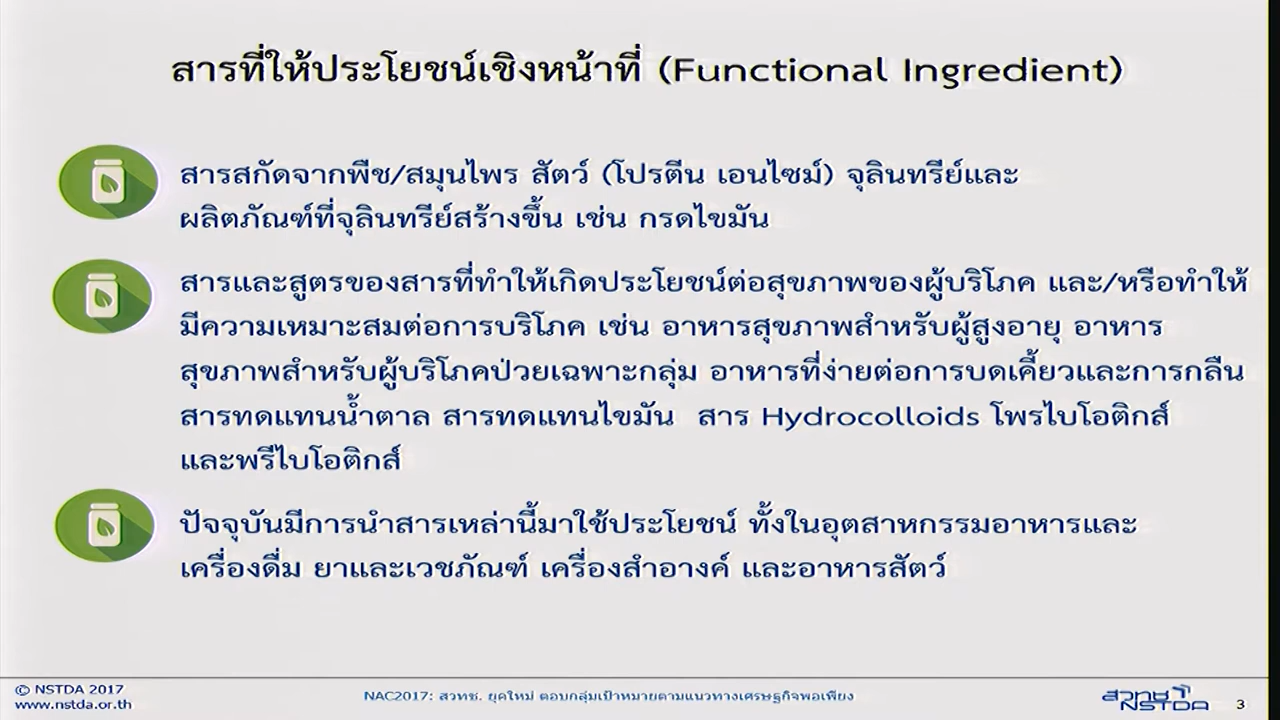 สารที่ให้ประโยชน์เชิงหน้าที่ (Functional Ingredient)
สารสกัดจากพืช/สมุนไพร สัตว์ (โปรตีน เอนไซม์) จุลินทรีย์และ
ผลิตภัณฑ์ที่จุลินทรีย์สร้างขึ้น เช่น กรดไขมัน
สารและสูตรของสารที่ทำให้เกิดประโยชน์ต่อสุขภาพของผู้บริโภค และ/หรือทำให้
มีความเหมาะสมต่อการบริโภค เช่น อาหารสุขภาพสำหรับผู้สูงอายุ อาหาร
สุขภาพสำหรับผู้บริโภคป่วยเฉพาะกลุ่ม อาหารที่ง่ายต่อการบดเคี้ยวและการกลืน
สารทดแทนน้ำตาล สารทดแทนไขมัน สาร Hydrocolloids โพรไบโอติกส์
และพรีไบโอติกส์
ปัจจุบันมีการนำสารเหล่านี้มาใช้ประโยชน์ ทั้งในอุตสาหกรรมอาหารและ
เครื่องดื่ม ยาและเวชภัณฑ์ เครื่องสำอางค์ และอาหารสัตว์
© NSTDA 2017
www.nstda.or.th
NAC2017: สวทช. ยุคใหม่ ตอบกลุ่มเป้าหมายตามแนวทางเศรษฐกิจพอเพียง
สวทช
NSTDA
3